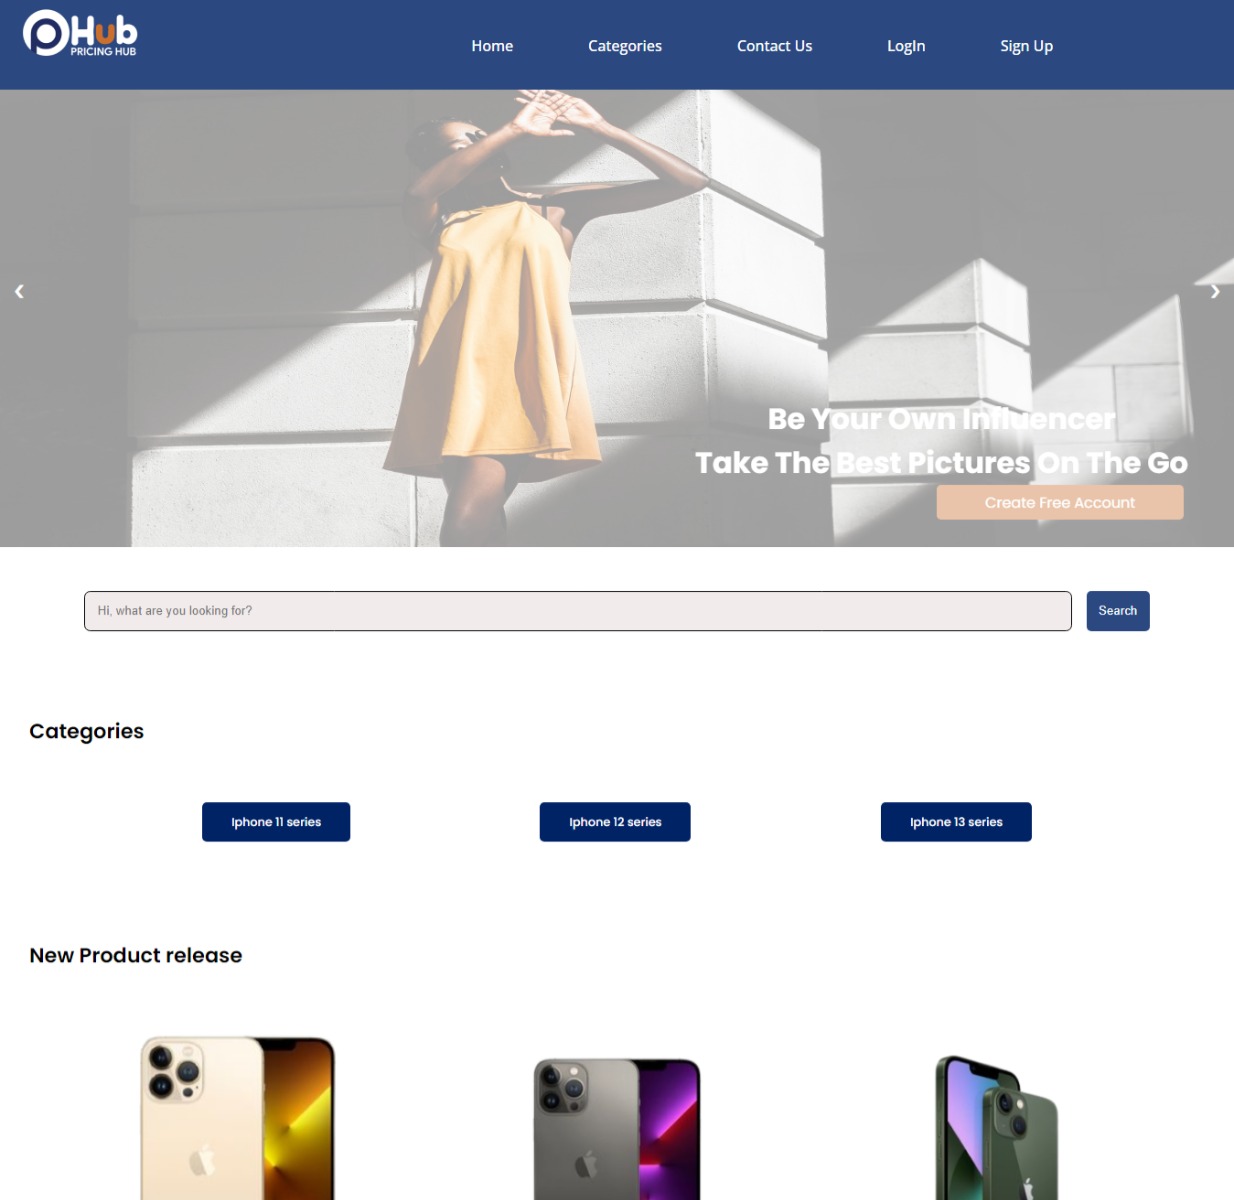 Hub
PRICING HUB
Home
Categories
Contact Us
LogIn
Sign Up
❮
❯
Be Your Own Influencer
Take The Best Pictures On The Go
Create Free Account
Hi, what are you looking for?
Search
Categories
Iphone 11 series
Iphone 12 series
Iphone 13 series
New Product release